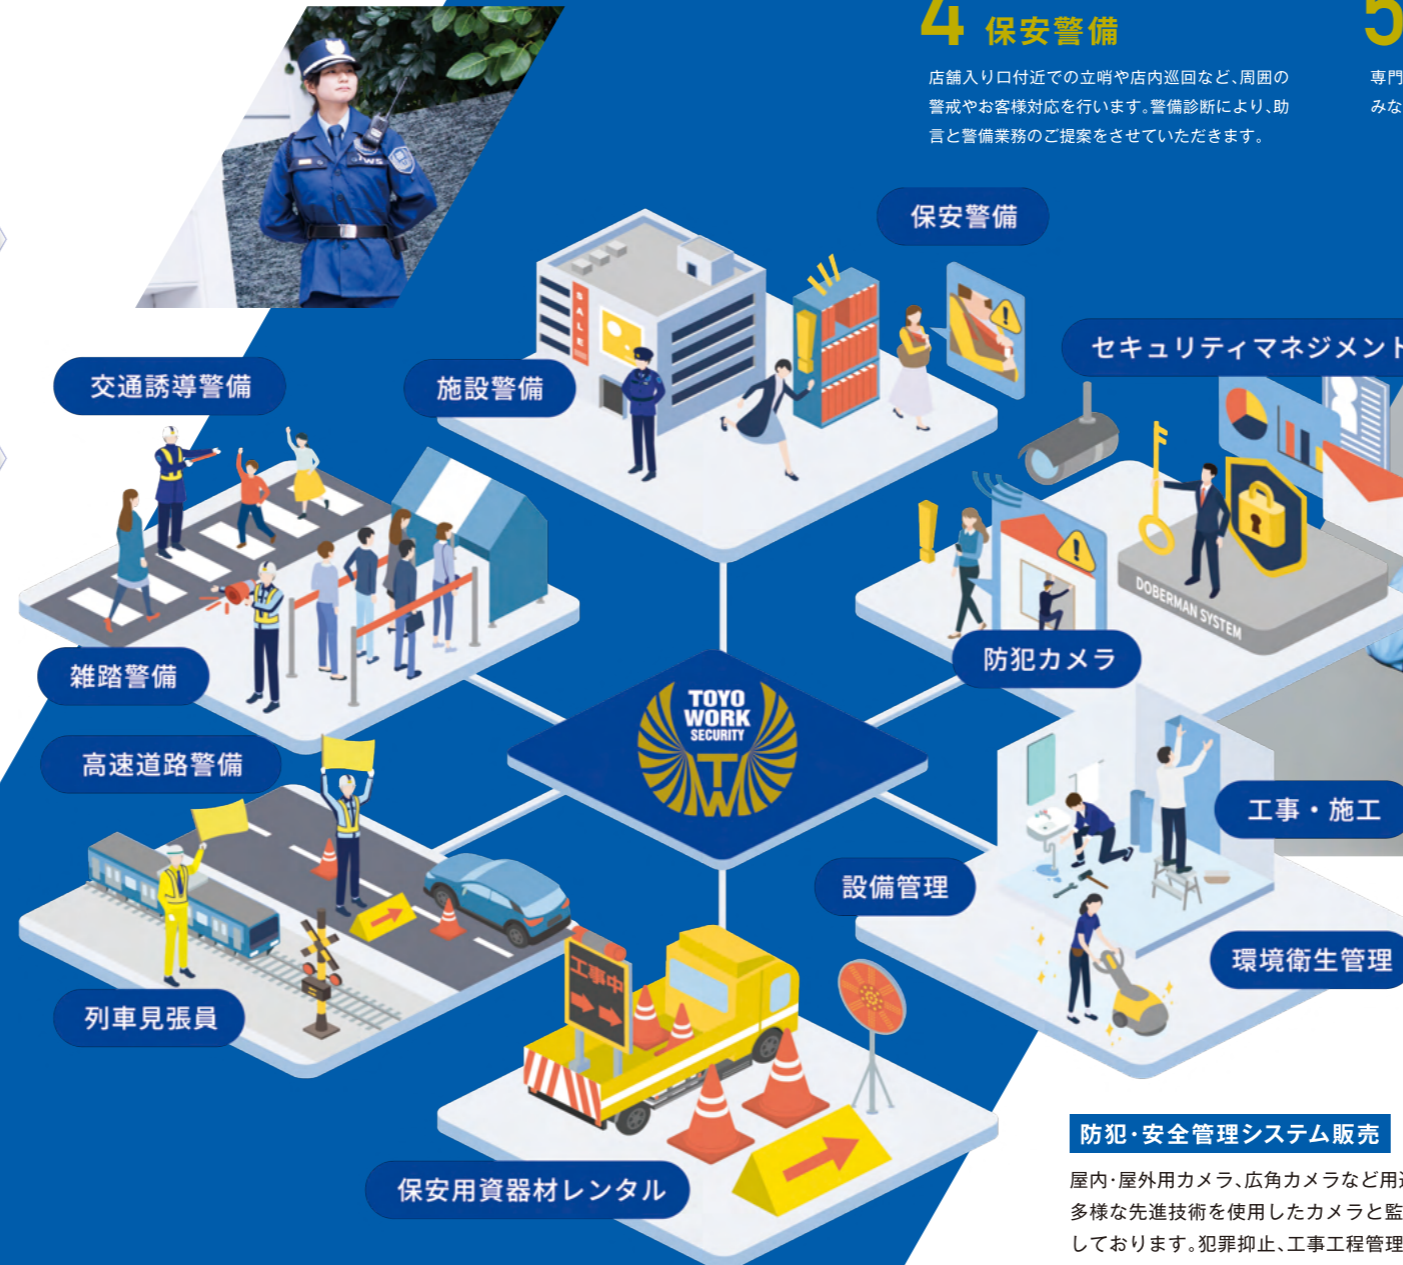 4 保安警備
店舗入り口付近での立哨や店内巡回など、周囲の
警戒やお客様対応を行います。警備診断により、助
言と警備業務のご提案をさせていただきます。
5
専門
みな
TWS
保安警備
セキュリティマネジメント
交通誘導警備
施設警備
SALE
DOBERMAN SYSTEM
防犯カメラ
雑踏警備
TOYO
WORK
SECURITY
TW
高速道路警備
工事・施工
設備管理
環境衛生管理
工事中
列車見張員
保安用資器材レンタル
防犯・安全管理システム販売
屋内・屋外用カメラ、広角カメラなど用途
多様な先進技術を使用したカメラと監
しております。犯罪抑止、工事工程管理